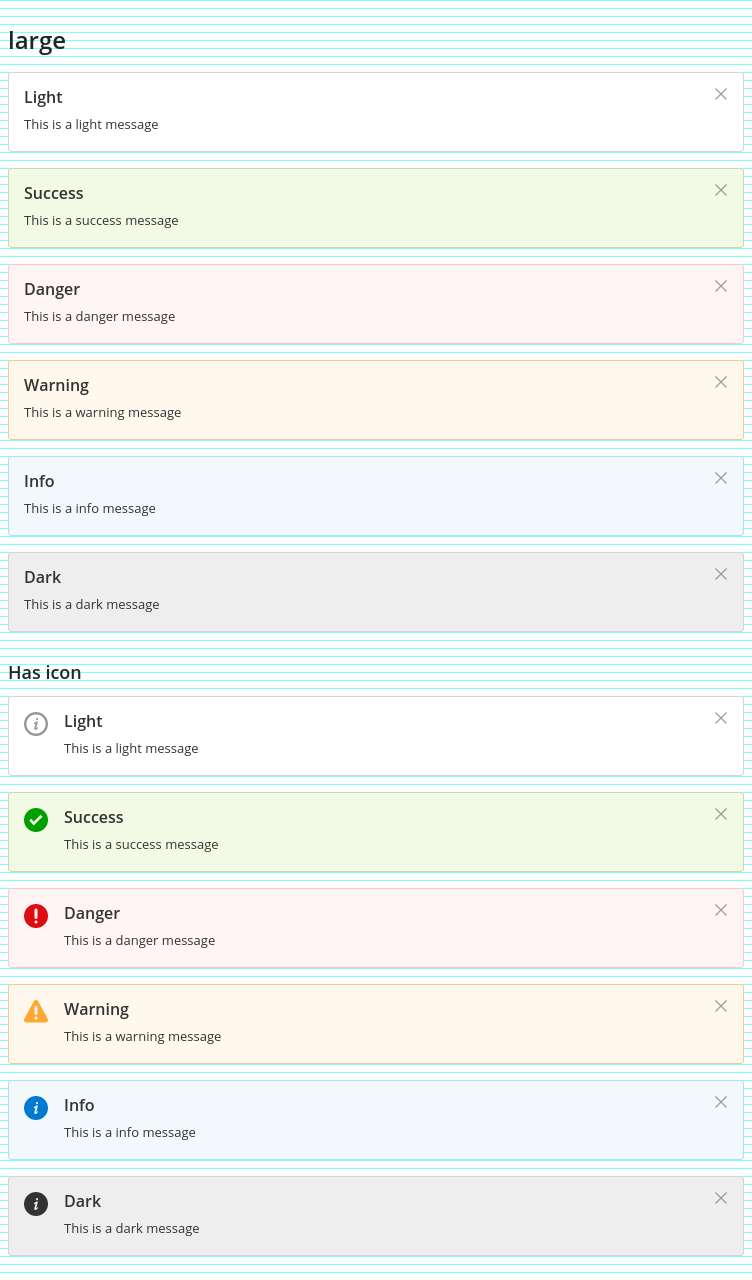 large
Light
This is a light message
Success
This is a success message
Danger
This is a danger message
Warning
This is a warning message
Info
This is a info message
Dark
This is a dark message
Has icon
Light
This is a light message
Success
This is a success message
Danger
This is a danger message
Warning
This is a warning message
Info
This is a info message
Dark
This is a dark message